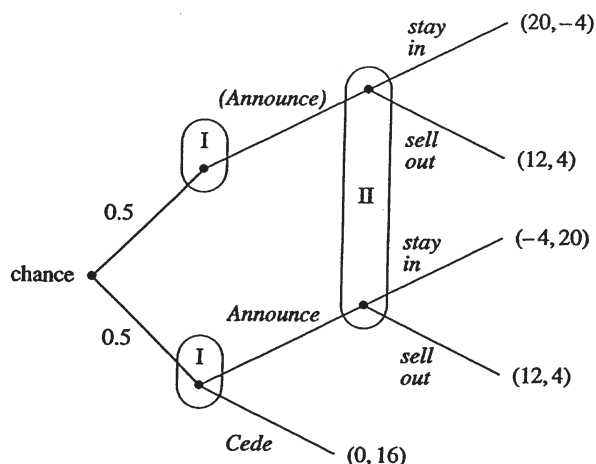 stay
in
(20,−4)
(Announce)
I
sell
out
(12,4)
0.5
II
chance
stay
in
(−4,20)
0.5
Announce
I
sell
out
(12,4)
Cede
(0,16)